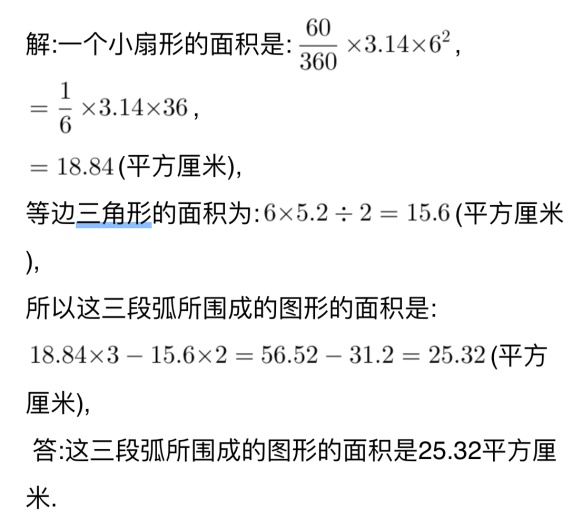 解:一个小扇形的面积是: 60/360 ×3.14×6²,
= 1/6 ×3.14×36,
= 18.84(平方厘米),
等边三角形的面积为:6×5.2÷2 = 15.6(平方厘米
),
所以这三段弧所围成的图形的面积是:
18.84×3 − 15.6×2 = 56.52 − 31.2 = 25.32(平方
厘米),
答:这三段弧所围成的图形的面积是25.32平方厘
米.